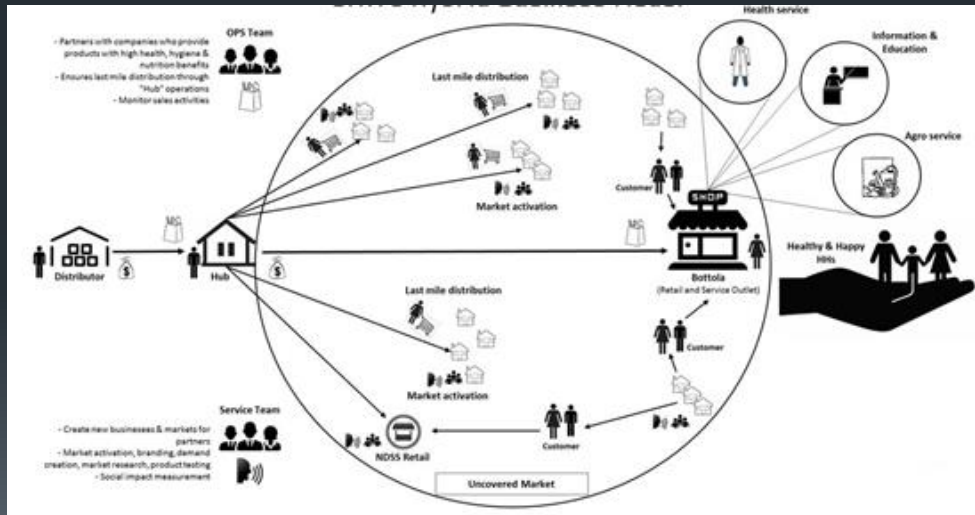 Hybrid Business Model
OPS Team
- Partners with companies who provide
products with high health, hygiene &
nutrition benefits
- Ensures last mile distribution through
"Hub" operations
- Monitor sales activities
Health service
Information &
Education
Agro service
Last mile distribution
Market activation
Customer
SHOP
Distributor
$
Hub
$
Bottola
(Retail and Service Outlet)
Healthy & Happy
HHs
Last mile distribution
Market activation
Customer
Service Team
- Create new businesees & markets for
partners
- Market activation, branding, demand
creation, market research, product testing
- Social impact measurement
NDSS Retail
Customer
Uncovered Market